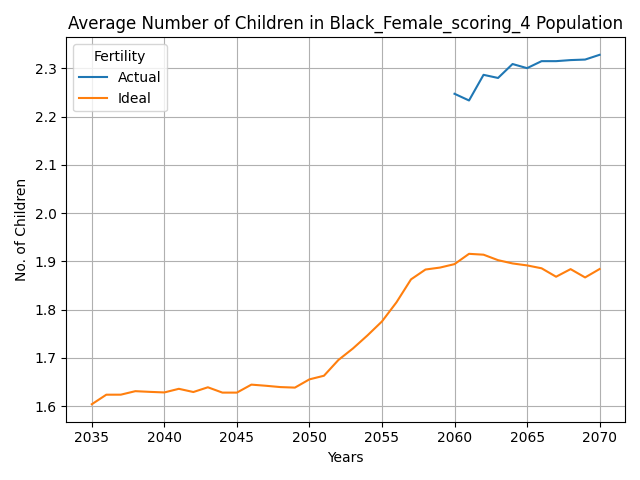 Average Number of Children in Black_Female_scoring_4 Population
Fertility
Actual
Ideal
No. of Children
2.3
2.2
2.1
2.0
1.9
1.8
1.7
1.6
2035 2040 2045 2050 2055 2060 2065 2070
Years